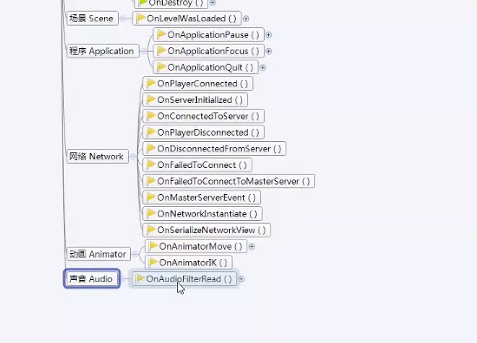 OnDestroy ( )
场景 Scene
OnLevelWasLoaded ( )
程序 Application
OnApplicationPause ( )
OnApplicationFocus ( )
OnApplicationQuit ( )
网络 Network
OnPlayerConnected ( )
OnServerInitialized ( )
OnConnectedToServer ( )
OnPlayerDisconnected ( )
OnDisconnectedFromServer ( )
OnFailedToConnect ( )
OnFailedToConnectToMasterServer ( )
OnMasterServerEvent ( )
OnNetworkInstantiate ( )
OnSerializeNetworkView ( )
动画 Animator
OnAnimatorMove ( )
OnAnimatorIK ( )
声音 Audio
OnAudioFilterRead ( )